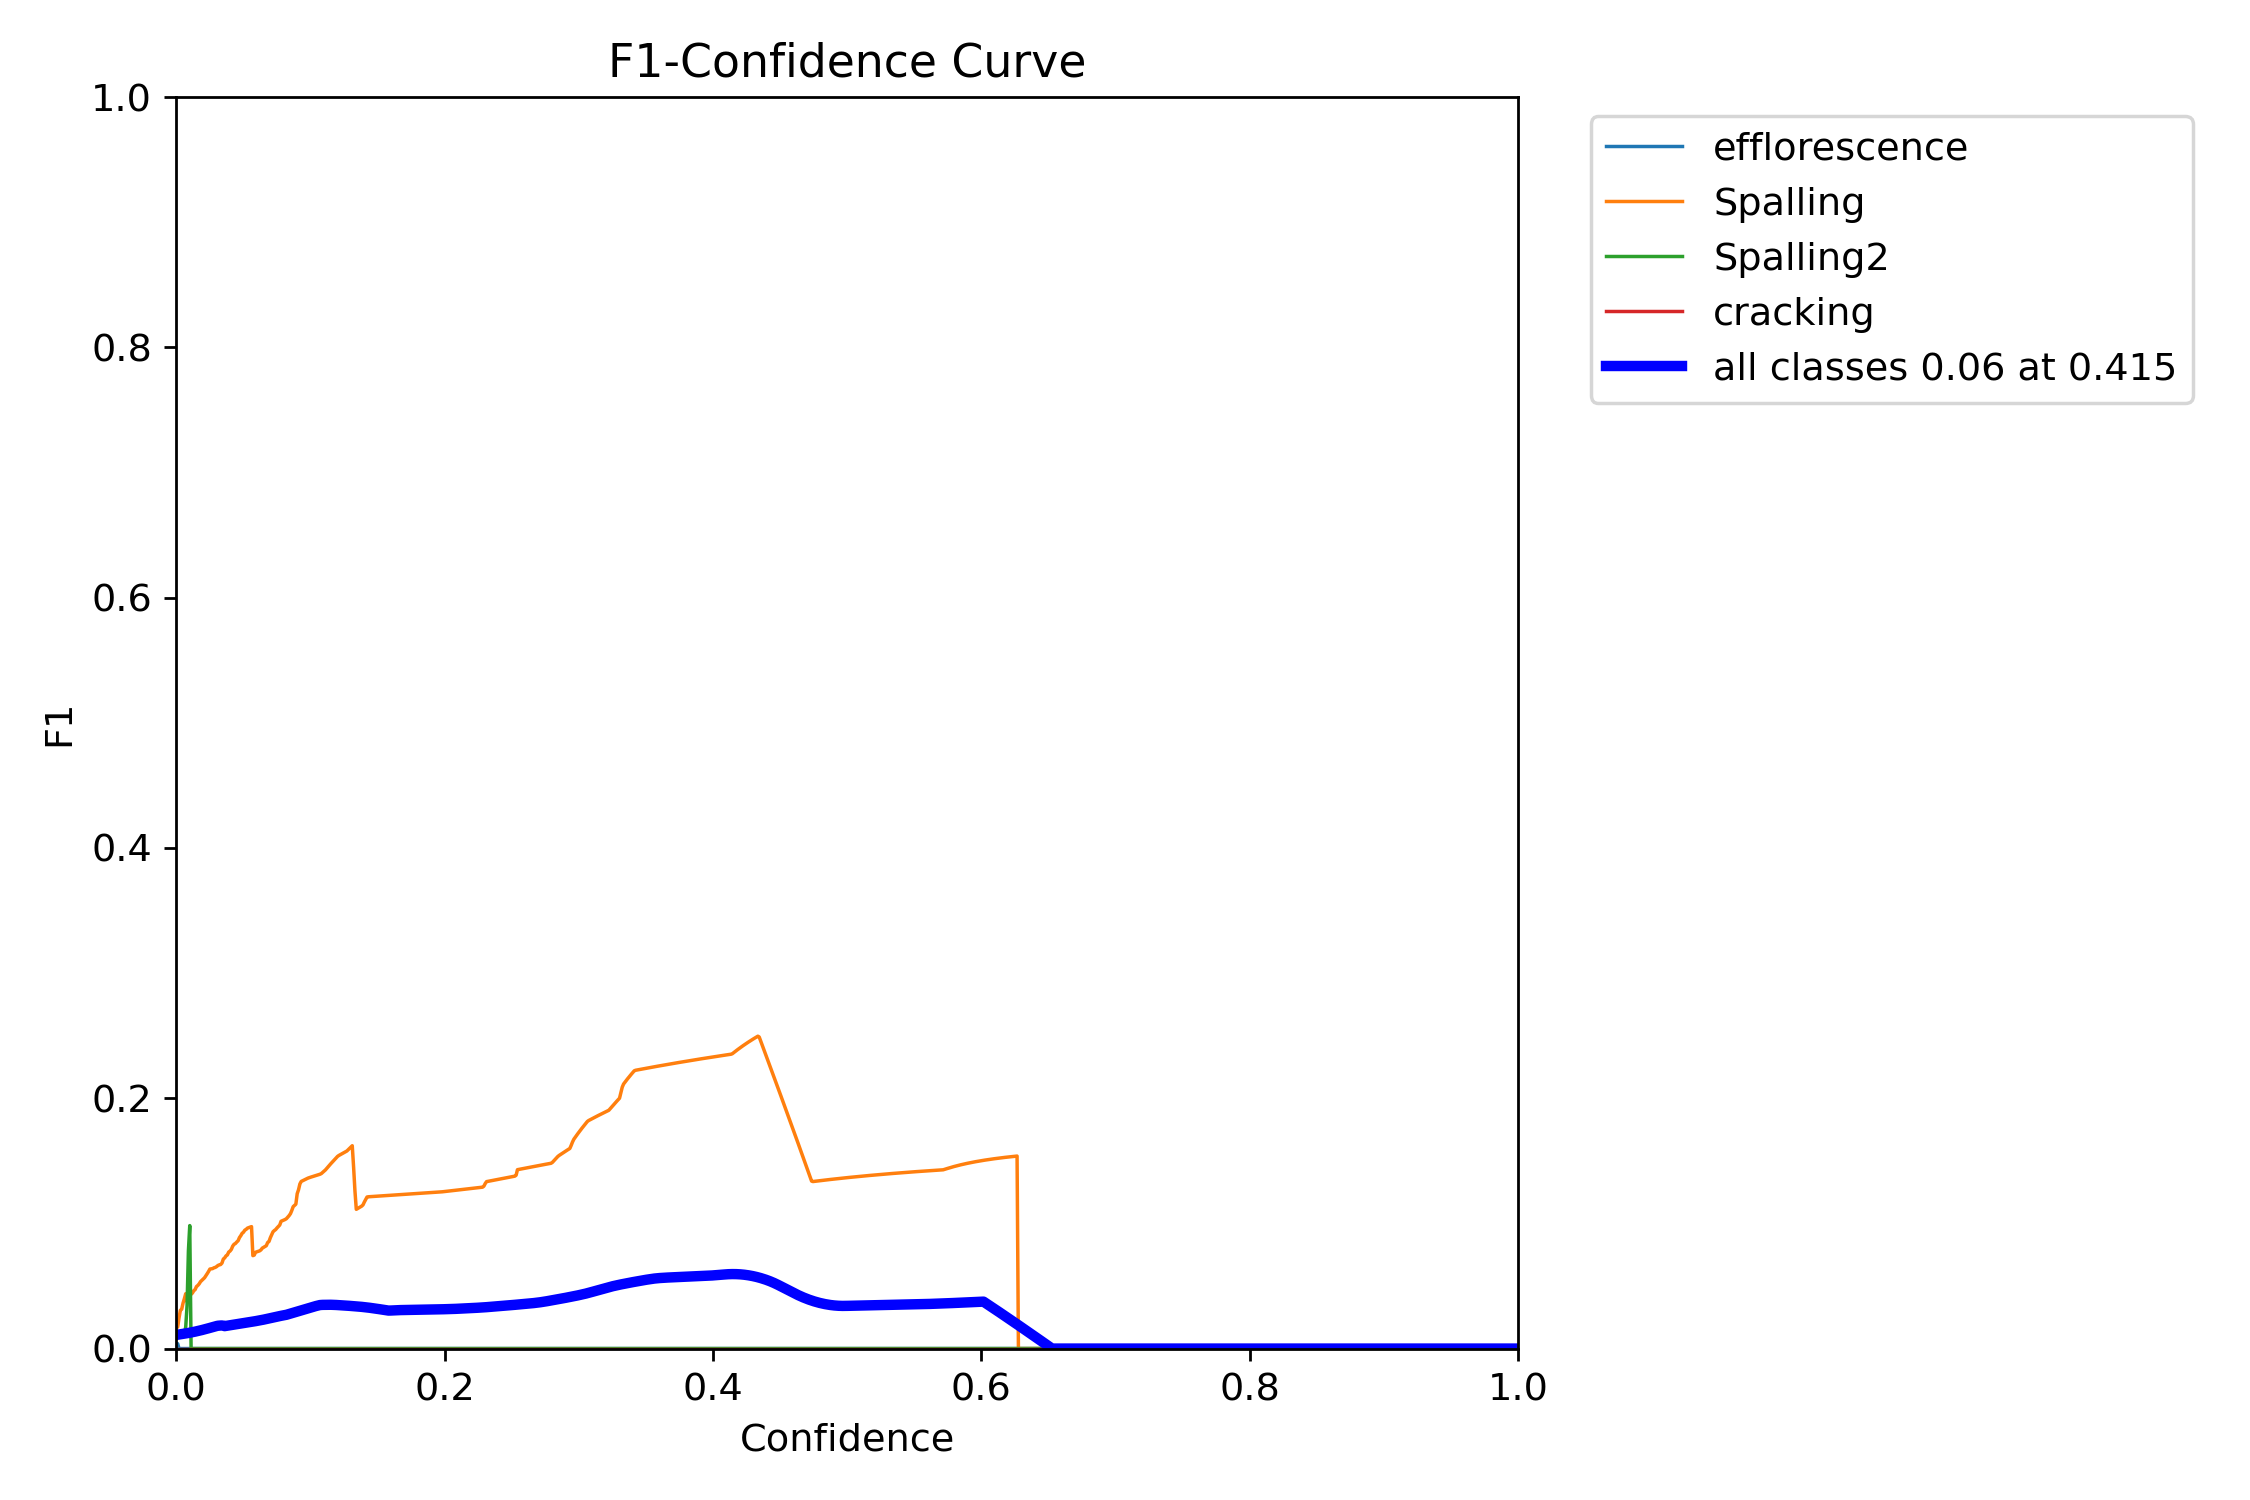 F1-Confidence Curve
1.0
0.8
0.6
0.4
0.2
0.0
F1
0.0 0.2 0.4 0.6 0.8 1.0
Confidence
efflorescence
Spalling
Spalling2
cracking
all classes 0.06 at 0.415